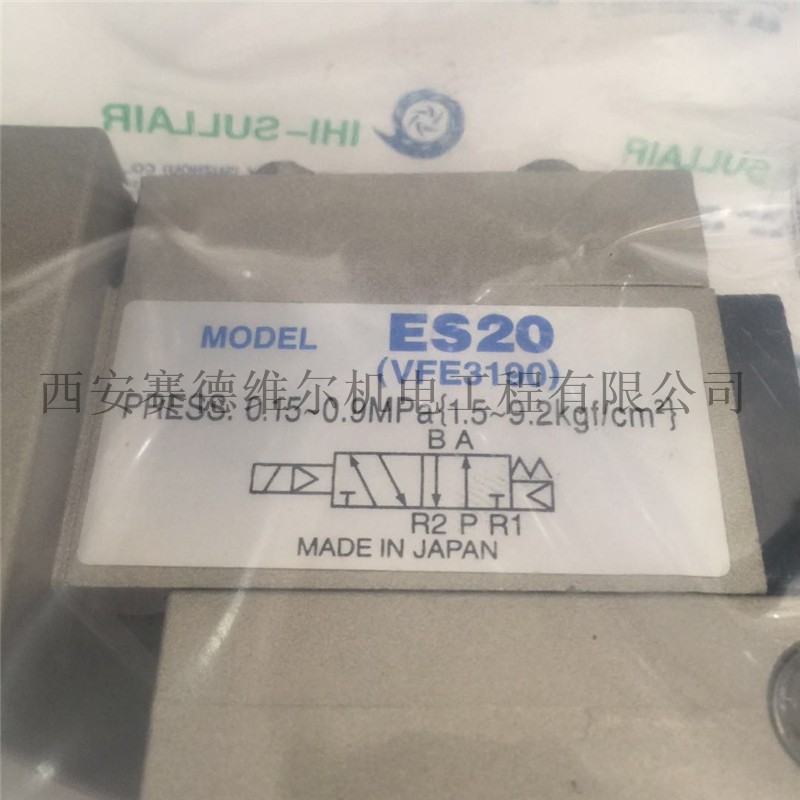 IHI-SULLAIR
SULLAIR
MODEL ES20
(VFE3100)
西安赛德维尔机电工程有限公司
PRESS. 0.15~0.9MPa{1.5~9.2kgf/cm²}
B A
R2 P R1
MADE IN JAPAN